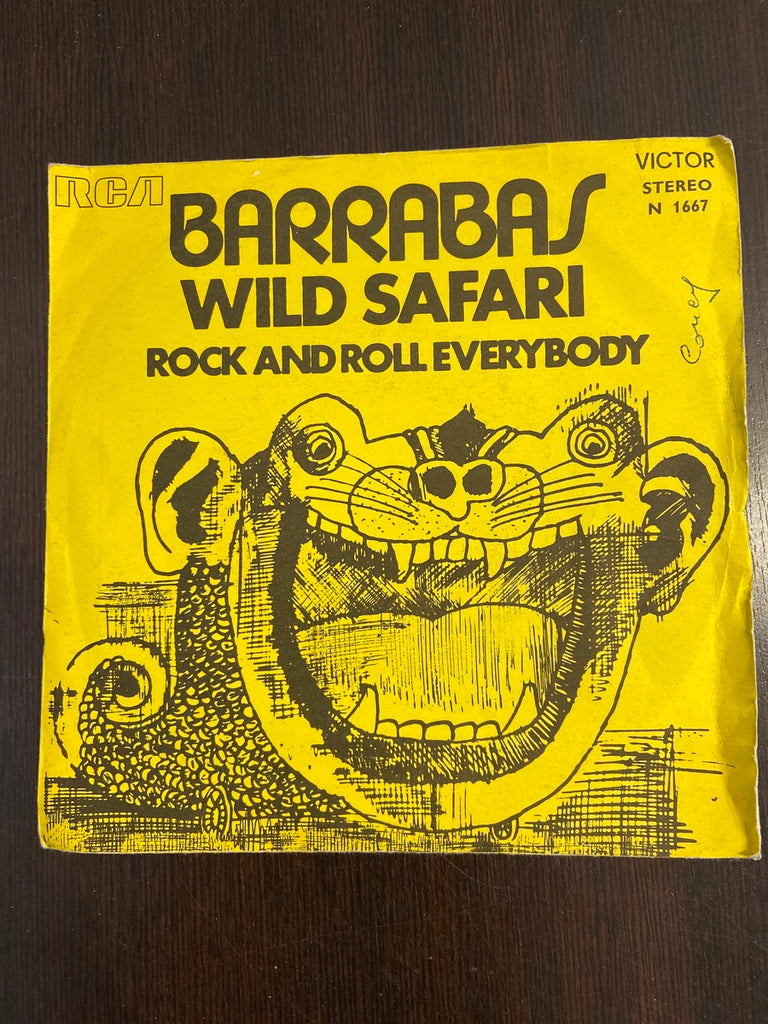 RCA
VICTOR
STEREO
N 1667
BARRABAS
WILD SAFARI
ROCK AND ROLL EVERYBODY